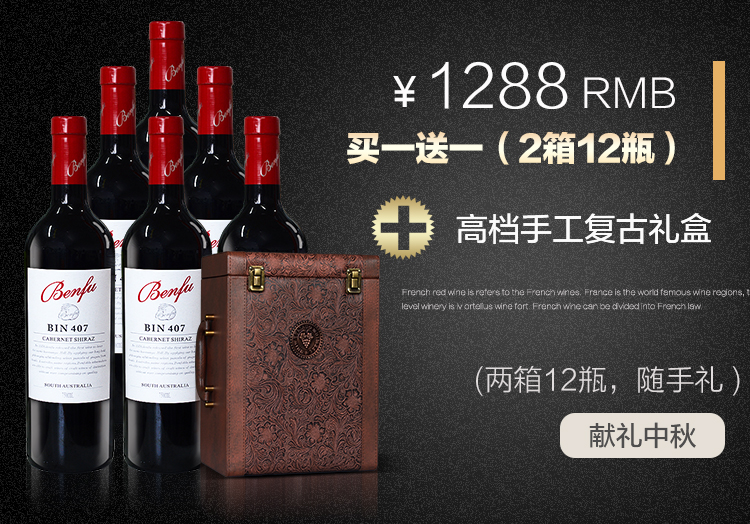 ¥ 1288 RMB
买一送一（2箱12瓶）
高档手工复古礼盒
French red wine is refers to the French wines. France is the world famous wine regions, t
level winery is iv ortellus wine fort. French wine can be divided into French law.
(两箱12瓶，随手礼)
献礼中秋
Benfu
BIN 407
CABERNET SHIRAZ
SOUTH AUSTRALIA
Benfu
BIN 407
CABERNET SHIRAZ
SOUTH AUSTRALIA